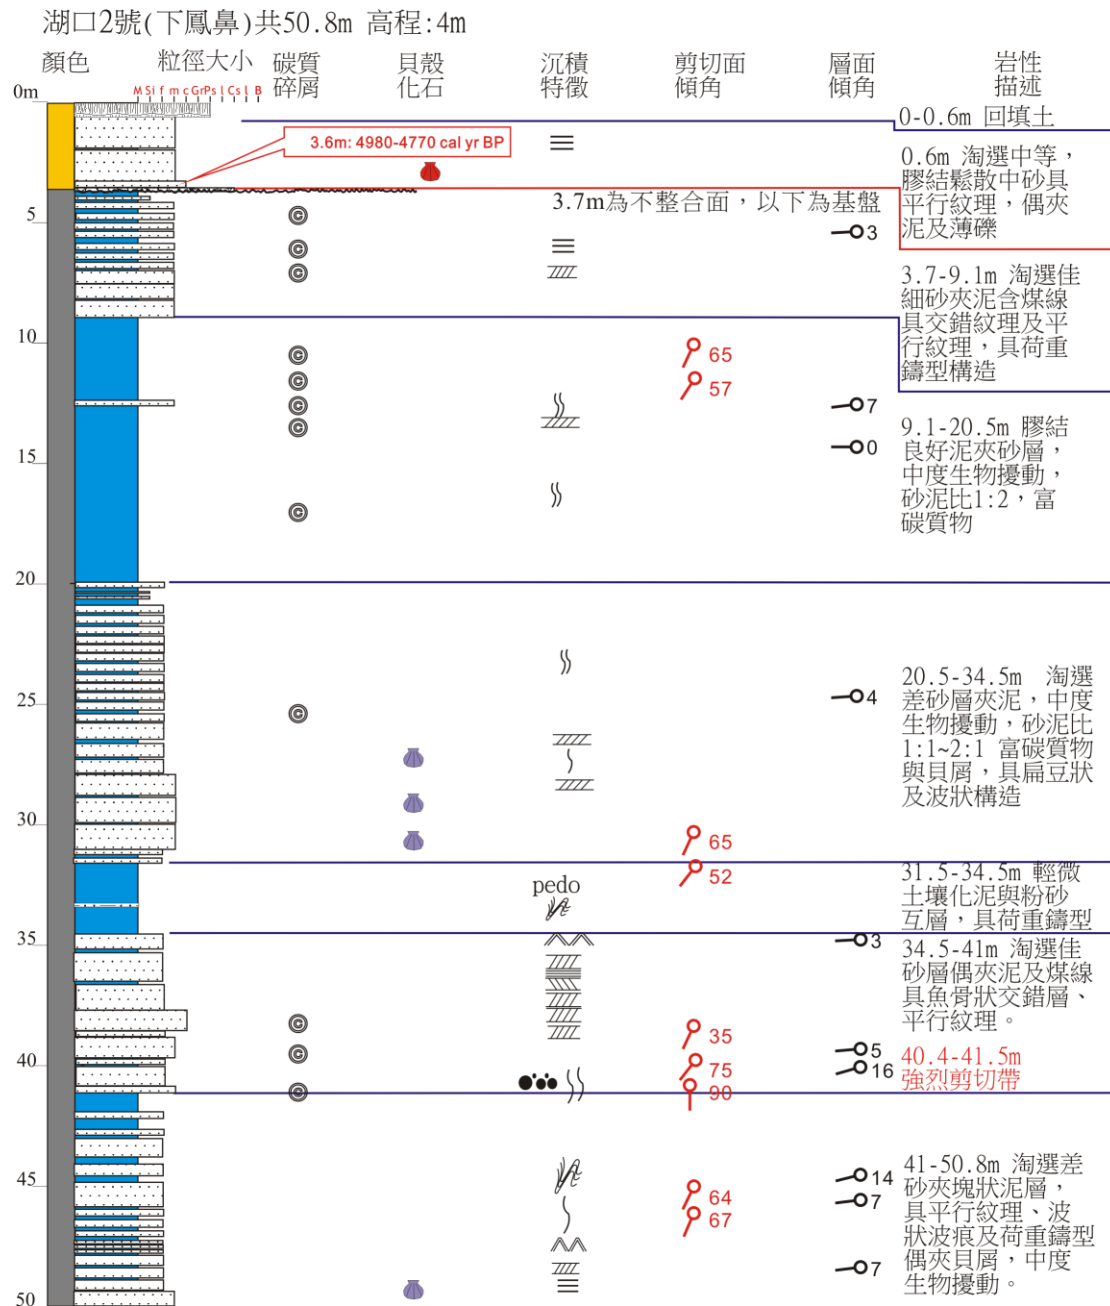 湖口2號(下鳳鼻)共50.8m 高程:4m
顏色 粒徑大小 碳質碎屑 貝殼化石 沉積特徵 剪切面傾角 層面傾角 岩性描述
M Si f m c Gr Ps l Cs l B
0m
0-0.6m 回填土
3.6m: 4980-4770 cal yr BP
0.6m 淘選中等，
膠結鬆散中砂具
平行紋理，偶夾
泥及薄礫
3.7m為不整合面，以下為基盤
5
3
3.7-9.1m 淘選佳
細砂夾泥含煤線
具交錯紋理及平
行紋理，具荷重
鑄型構造
10
65
57
7
9.1-20.5m 膠結
良好泥夾砂層，
中度生物擾動，
砂泥比1:2，富
碳質物
0
15
20
20.5-34.5m 淘選
差砂層夾泥，中度
生物擾動，砂泥比
1:1~2:1 富碳質物
與貝屑，具扁豆狀
及波狀構造
4
25
30
65
52
pedo
31.5-34.5m 輕微
土壤化泥與粉砂
互層，具荷重鑄型
35
3
34.5-41m 淘選佳
砂層偶夾泥及煤線
具魚骨狀交錯層、
平行紋理。
35
5
40
75
16
90
40.4-41.5m
強烈剪切帶
41-50.8m 淘選差
砂夾塊狀泥層，
具平行紋理、波
狀波痕及荷重鑄型
偶夾貝屑，中度
生物擾動。
14
45
64
7
67
7
50